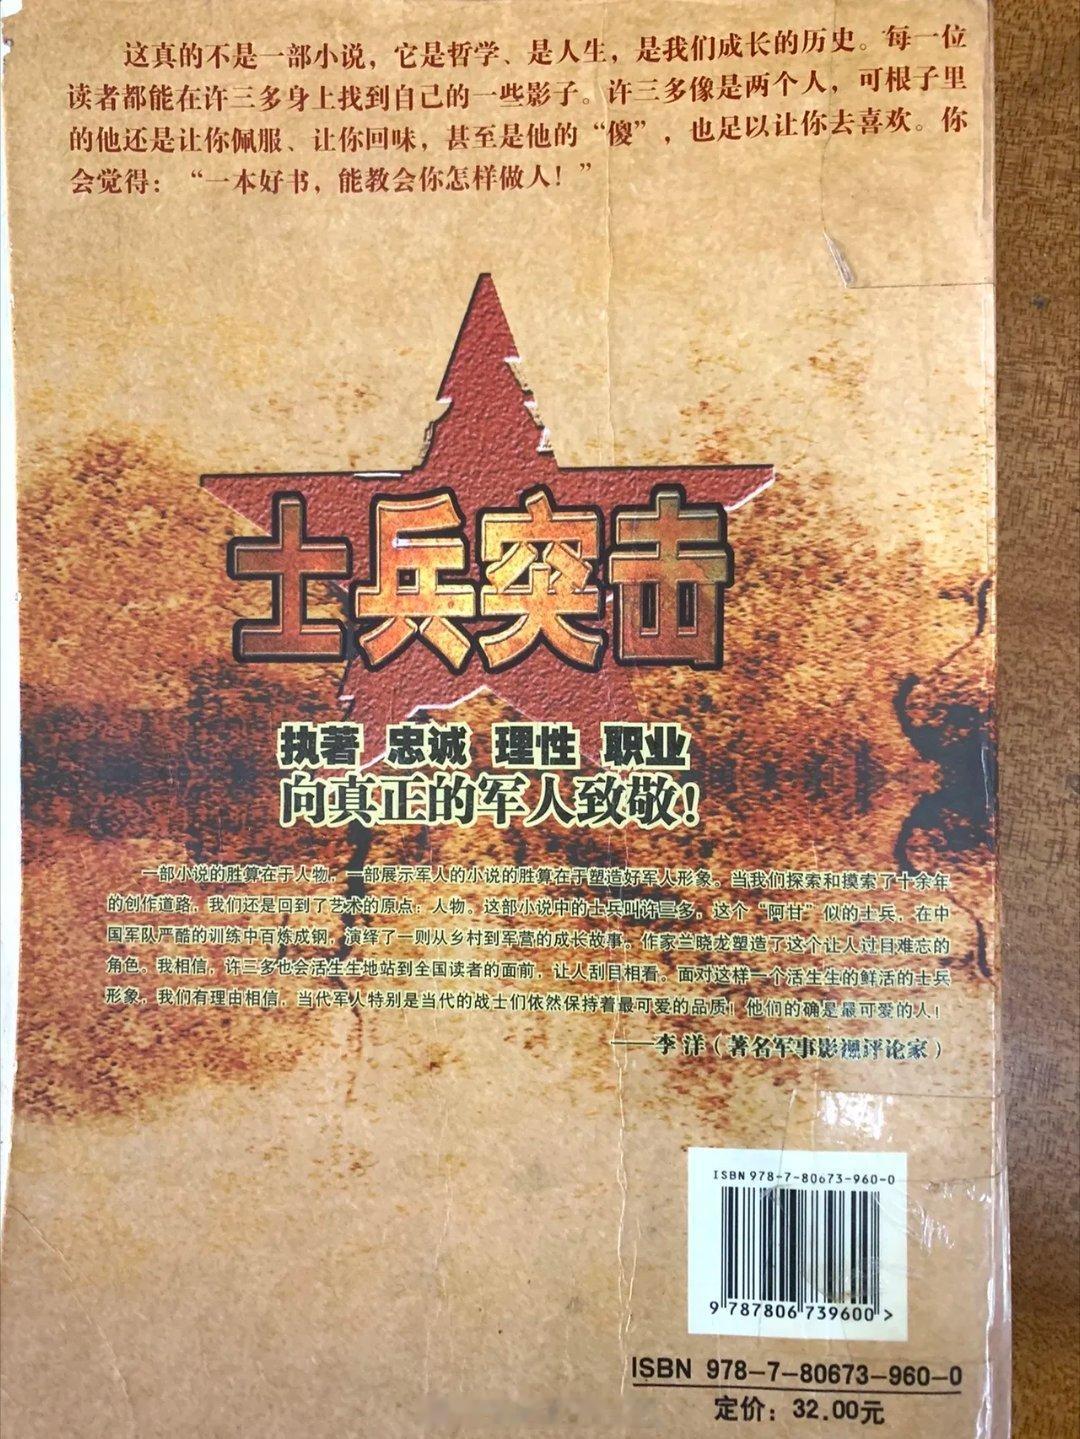 这真的不是一部小说，它是哲学、是人生，是我们成长的历史。每一位
读者都能在许三多身上找到自己的一些影子。许三多像是两个人，可根子里
的他还是让你佩服、让你回味，甚至是他的“傻”，也足以让你去喜欢。你
会觉得：“一本好书，能教会你怎样做人！”
士兵突击
执著 忠诚 理性 职业
向真正的军人致敬！
一部小说的胜算在于人物，一部展示军人的小说的胜算在于塑造好军人形象。当我们探索和摸索了十余年
的创作道路，我们还是回到了艺术的原点：人物。这部小说中的士兵叫许三多，这个“阿甘”似的士兵，在中
国军队严酷的训练中百炼成钢，演绎了一则从乡村到军营的成长故事。作家兰晓龙塑造了这个让人过目难忘的
角色。我相信，许三多也会活生生地站到全国读者的面前，让人刮目相看。面对这样一个活生生的鲜活的士兵
形象，我们有理由相信，当代军人特别是当代的战士们依然保持着最可爱的品质！他们的确是最可爱的人！
——李洋（著名军事影视评论家）
ISBN 978-7-80673-960-0
9 787806 739600 >
ISBN 978-7-80673-960-0
定价：32.00元